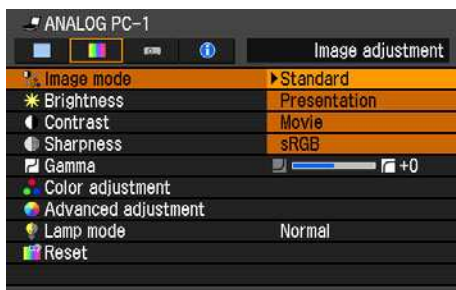 ANALOG PC-1
Image adjustment
Image mode Standard
Brightness Presentation
Contrast Movie
Sharpness sRGB
Gamma +0
Color adjustment
Advanced adjustment
Lamp mode Normal
Reset